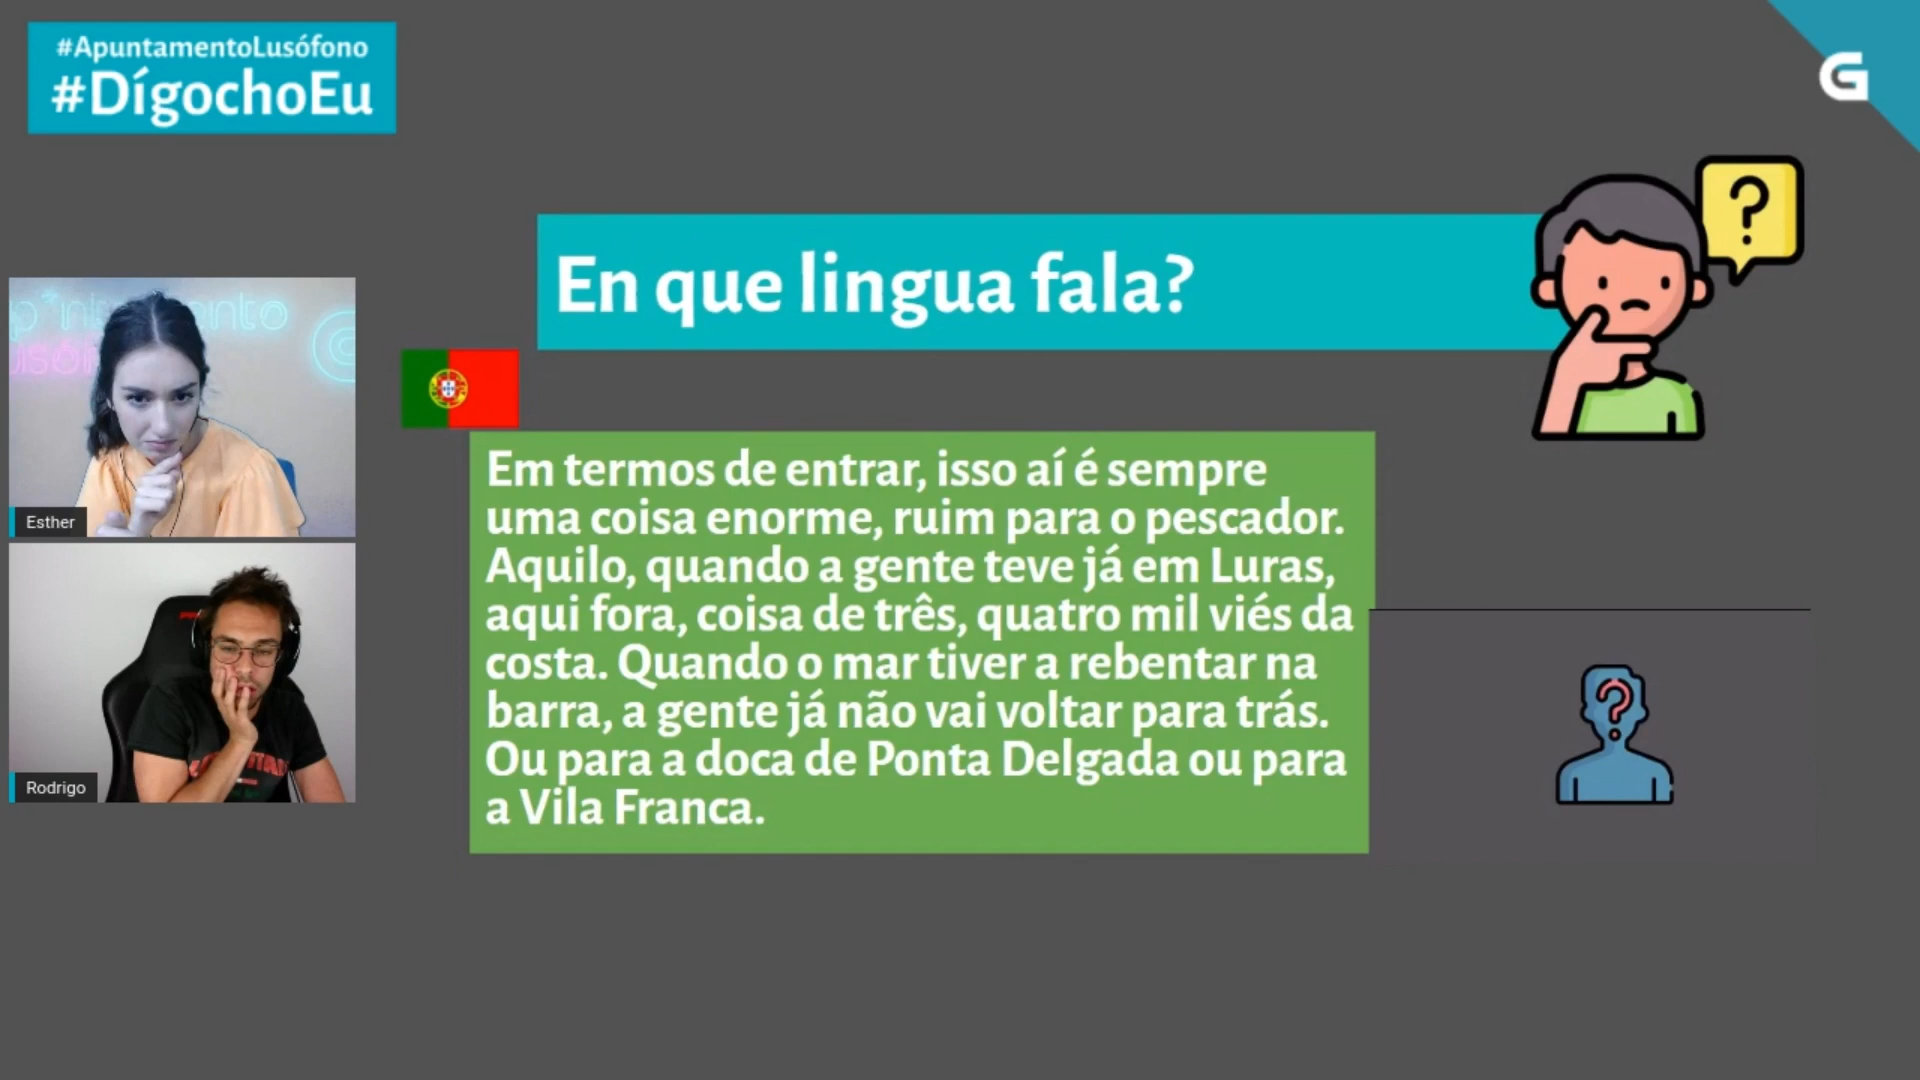 #ApuntamentoLusófono
#DígochoEu
G
En que lingua fala?
?
Em termos de entrar, isso aí é sempre
uma coisa enorme, ruim para o pescador.
Aquilo, quando a gente teve já em Luras,
aqui fora, coisa de três, quatro mil viés da
costa. Quando o mar tiver a rebentar na
barra, a gente já não vai voltar para trás.
Ou para a doca de Ponta Delgada ou para
a Vila Franca.
?
Esther
Rodrigo